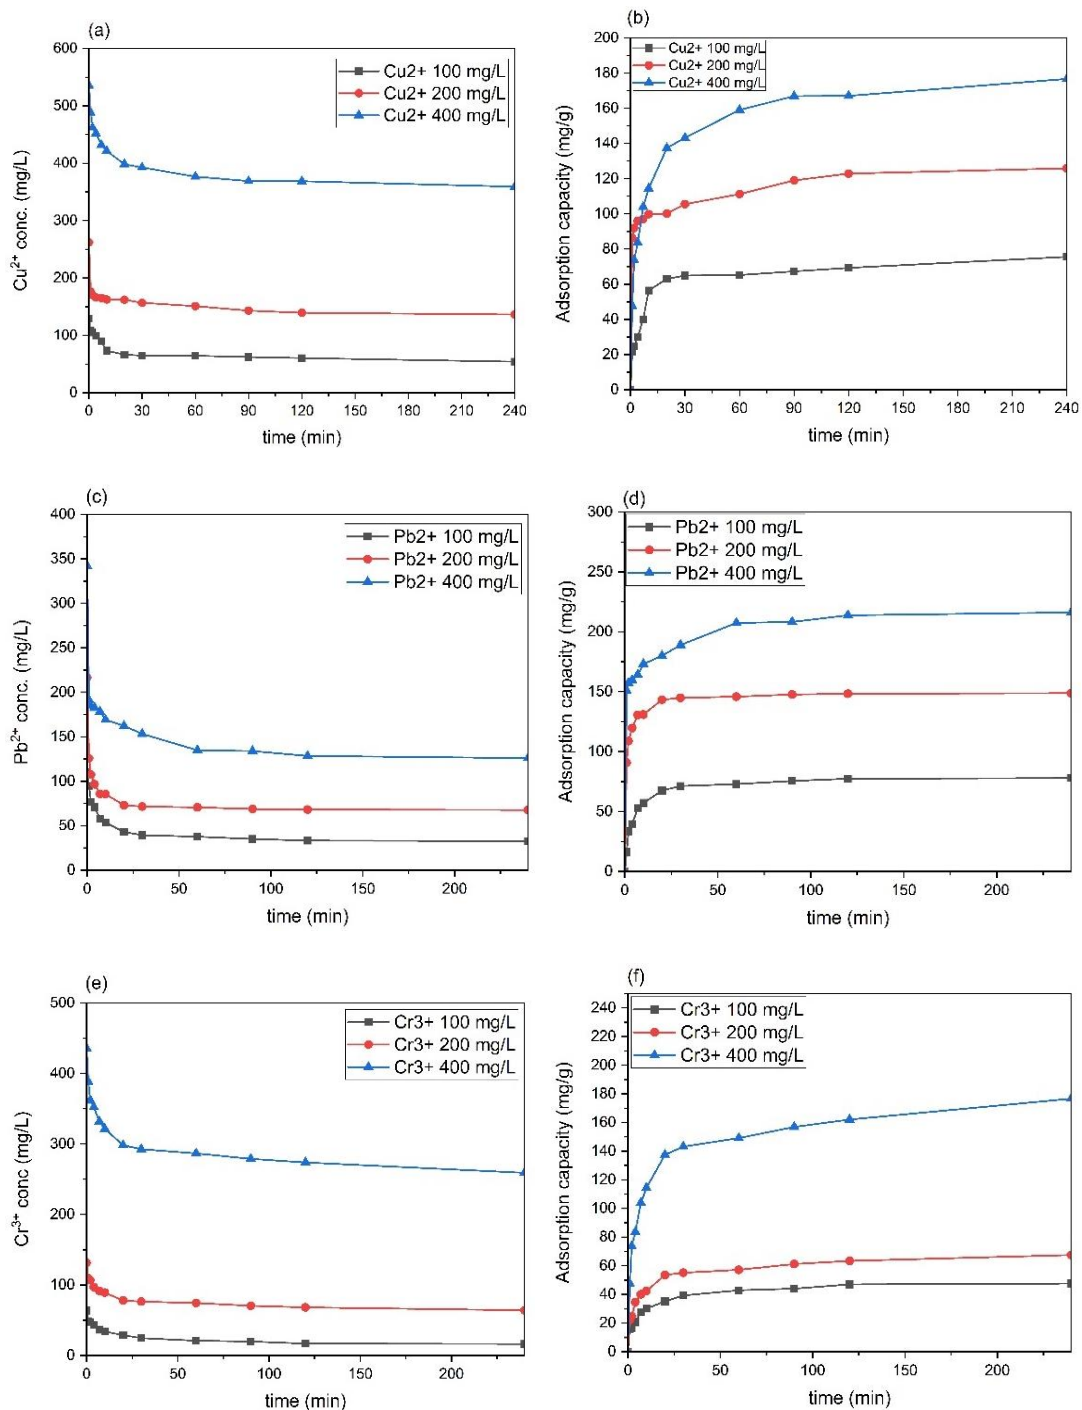 (a)
600
500
400
300
200
100
0
Cu2+ conc. (mg/L)
Cu2+ 100 mg/L
Cu2+ 200 mg/L
Cu2+ 400 mg/L
0 30 60 90 120 150 180 210 240
time (min)
(b)
200
180
160
140
120
100
80
60
40
20
0
Adsorption capacity (mg/g)
Cu2+ 100 mg/L
Cu2+ 200 mg/L
Cu2+ 400 mg/L
0 30 60 90 120 150 180 210 240
time (min)
(c)
400
350
300
250
200
150
100
50
0
Pb2+ conc. (mg/L)
Pb2+ 100 mg/L
Pb2+ 200 mg/L
Pb2+ 400 mg/L
0 50 100 150 200
time (min)
(d)
300
250
200
150
100
50
0
Adsorption capacity (mg/g)
Pb2+ 100 mg/L
Pb2+ 200 mg/L
Pb2+ 400 mg/L
0 50 100 150 200
time (min)
(e)
500
400
300
200
100
0
Cr3+ conc (mg/L)
Cr3+ 100 mg/L
Cr3+ 200 mg/L
Cr3+ 400 mg/L
0 50 100 150 200
time (min)
(f)
240
220
200
180
160
140
120
100
80
60
40
20
0
Adsorption capacity (mg/g)
Cr3+ 100 mg/L
Cr3+ 200 mg/L
Cr3+ 400 mg/L
0 50 100 150 200
time (min)